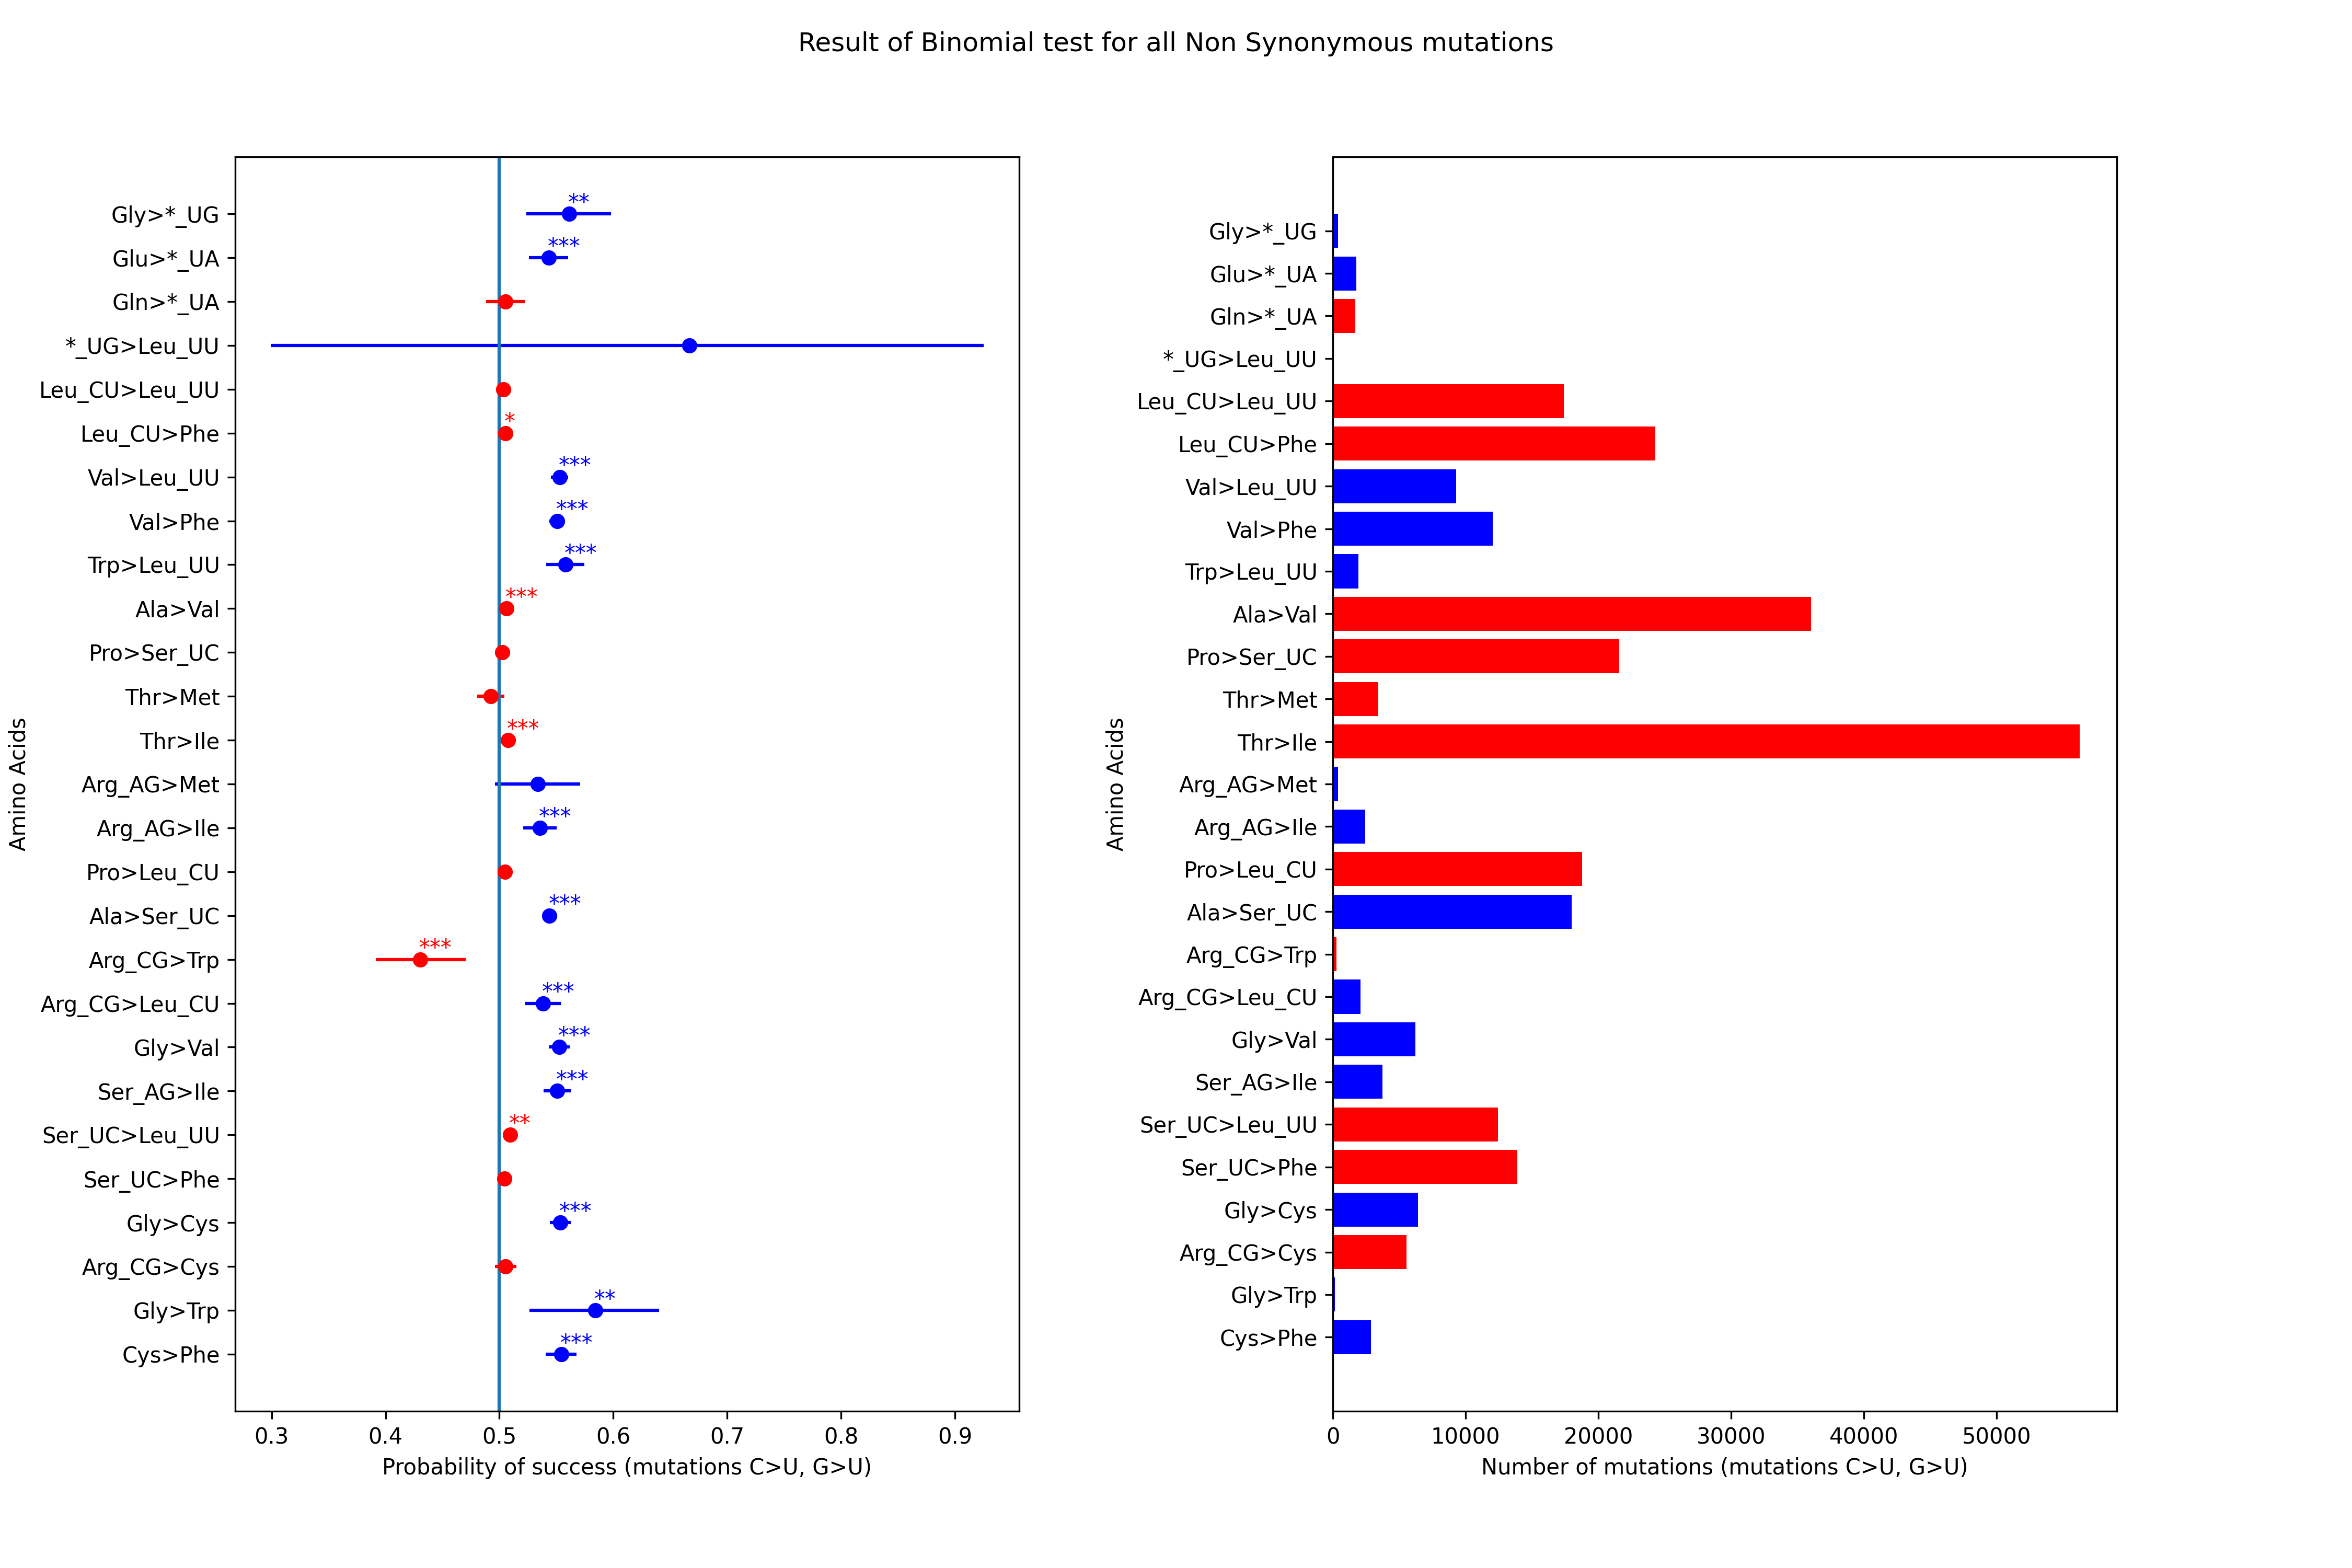 Result of Binomial test for all Non Synonymous mutations
Amino Acids
Gly>*_UG
**
Glu>*_UA
***
Gln>*_UA
*_UG>Leu_UU
Leu_CU>Leu_UU
Leu_CU>Phe
*
Val>Leu_UU
***
Val>Phe
***
Trp>Leu_UU
***
Ala>Val
***
Pro>Ser_UC
Thr>Met
Thr>Ile
***
Arg_AG>Met
Arg_AG>Ile
***
Pro>Leu_CU
Ala>Ser_UC
***
Arg_CG>Trp
***
Arg_CG>Leu_CU
***
Gly>Val
***
Ser_AG>Ile
***
Ser_UC>Leu_UU
**
Ser_UC>Phe
Gly>Cys
***
Arg_CG>Cys
Gly>Trp
**
Cys>Phe
***
0.3 0.4 0.5 0.6 0.7 0.8 0.9
Probability of success (mutations C>U, G>U)
Amino Acids
Gly>*_UG
Glu>*_UA
Gln>*_UA
*_UG>Leu_UU
Leu_CU>Leu_UU
Leu_CU>Phe
Val>Leu_UU
Val>Phe
Trp>Leu_UU
Ala>Val
Pro>Ser_UC
Thr>Met
Thr>Ile
Arg_AG>Met
Arg_AG>Ile
Pro>Leu_CU
Ala>Ser_UC
Arg_CG>Trp
Arg_CG>Leu_CU
Gly>Val
Ser_AG>Ile
Ser_UC>Leu_UU
Ser_UC>Phe
Gly>Cys
Arg_CG>Cys
Gly>Trp
Cys>Phe
0 10000 20000 30000 40000 50000
Number of mutations (mutations C>U, G>U)